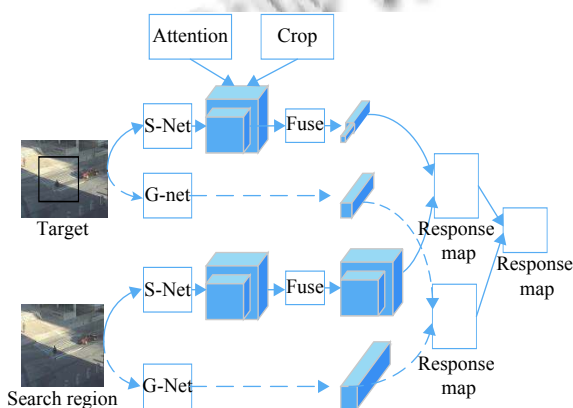 Attention
Crop
S-Net
Fuse
G-net
Target
Response
map
Response
map
S-Net
Fuse
Response
map
G-Net
Search region